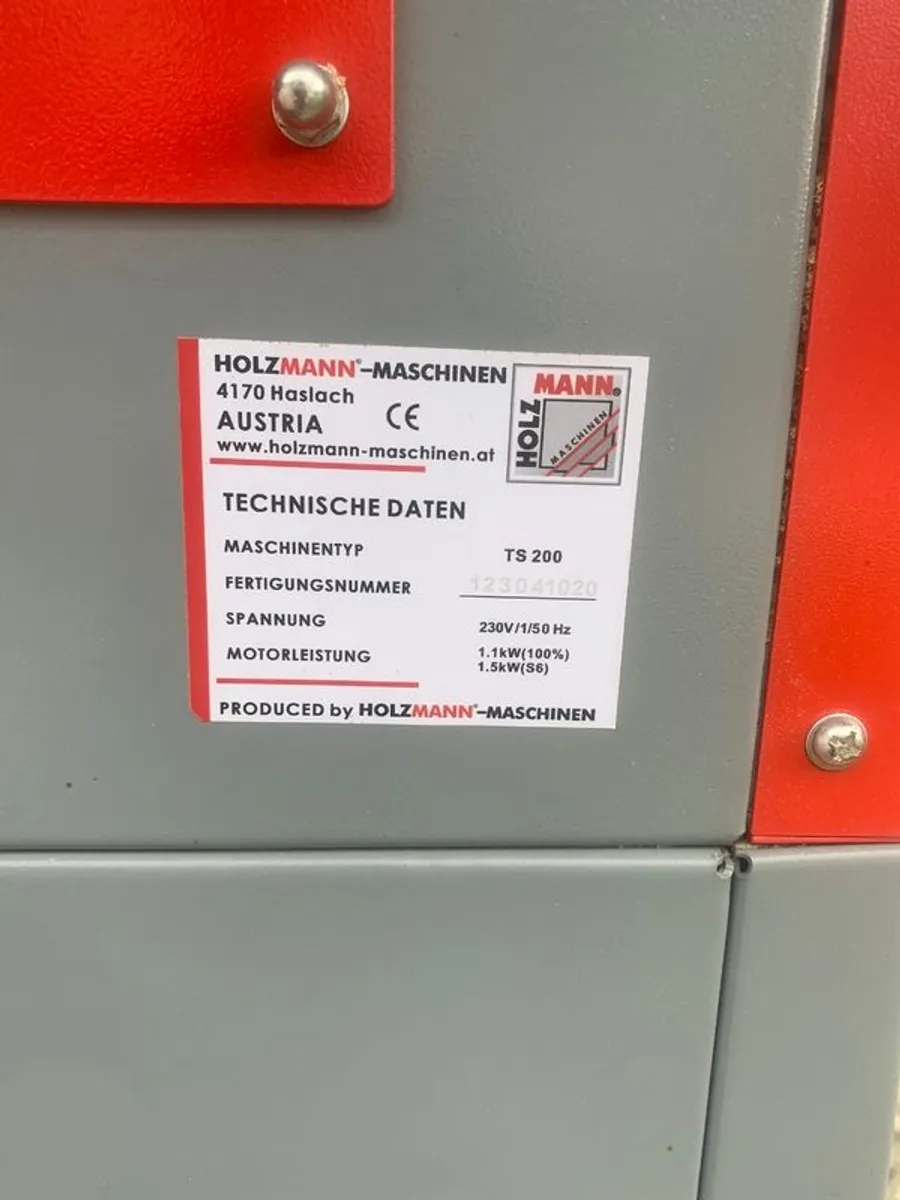 HOLZMANN®-MASCHINEN
4170 Haslach
AUSTRIA CE
www.holzmann-maschinen.at
MANN®
HOLZ
MASCHINEN
TECHNISCHE DATEN
MASCHINENTYP TS 200
FERTIGUNGSNUMMER 123041020
SPANNUNG 230V/1/50 Hz
MOTORLEISTUNG 1.1kW(100%)
1.5kW(S6)
PRODUCED by HOLZMANN®-MASCHINEN